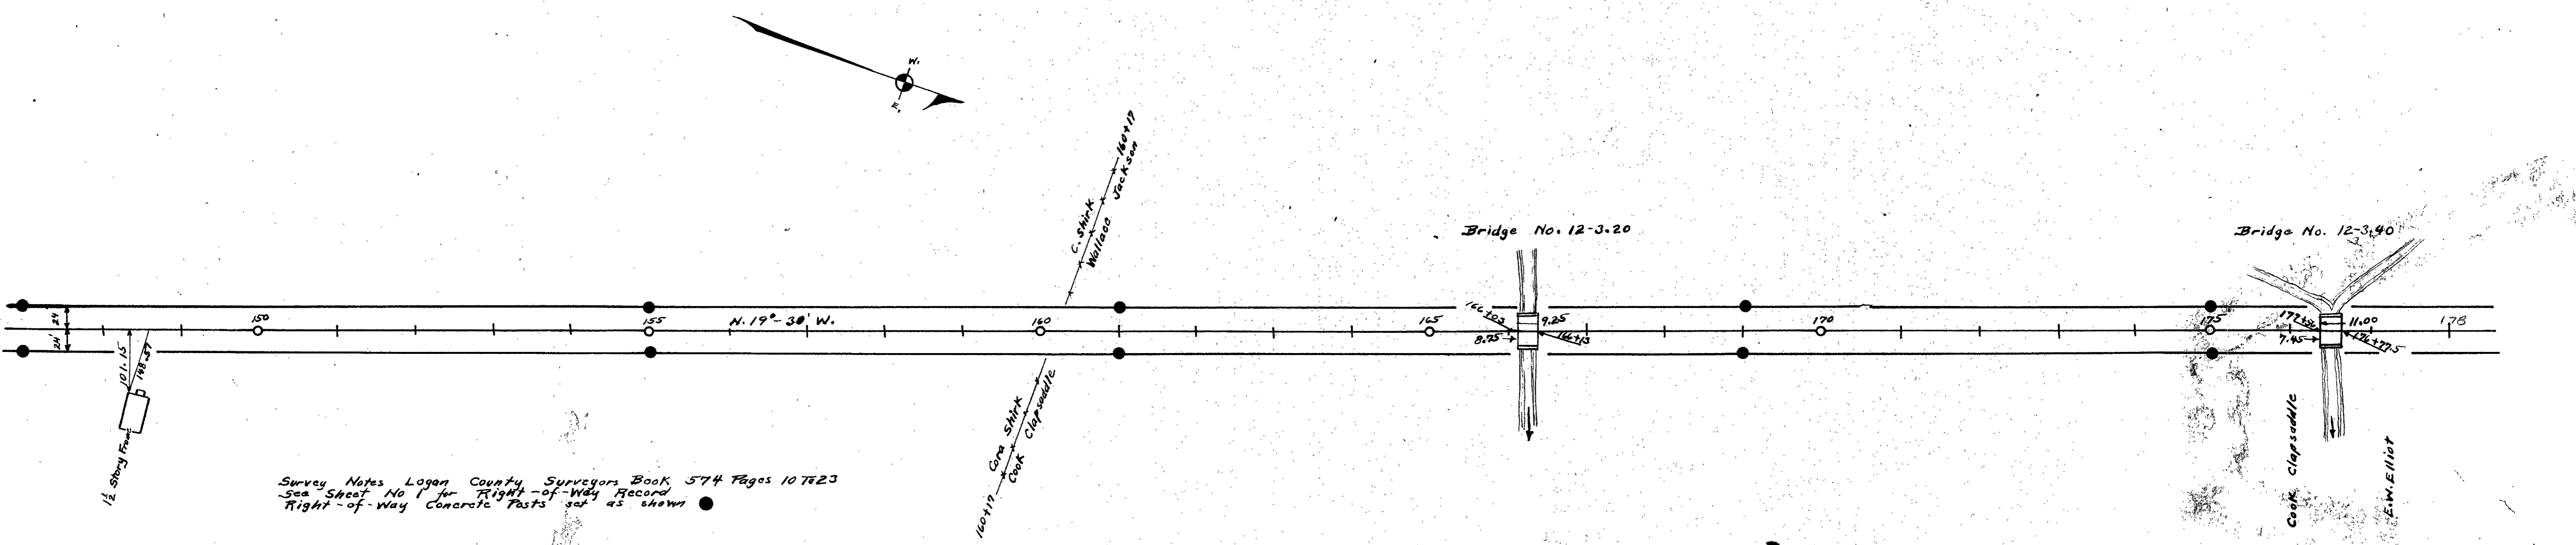 W.
E.
160+17
C. Shirk
Wallace Jackson
Bridge No. 12-3.20
Bridge No. 12-3.40
24'
24'
150
155
N. 19°-30' W.
160
165
166+03
9.25
8.75
166+13
170
175
11.00
7.45
176+77.5
178
101.15
148.57
1½ Story Frame
Cora Shirk
Cook Clapsaddle
160+17
Cook Clapsaddle
E.W. Elliot
Survey Notes Logan County Surveyors Book 574 Pages 10 To 23
See Sheet No 1 for Right-of-Way Record
Right-of-Way Concrete Posts set as shown